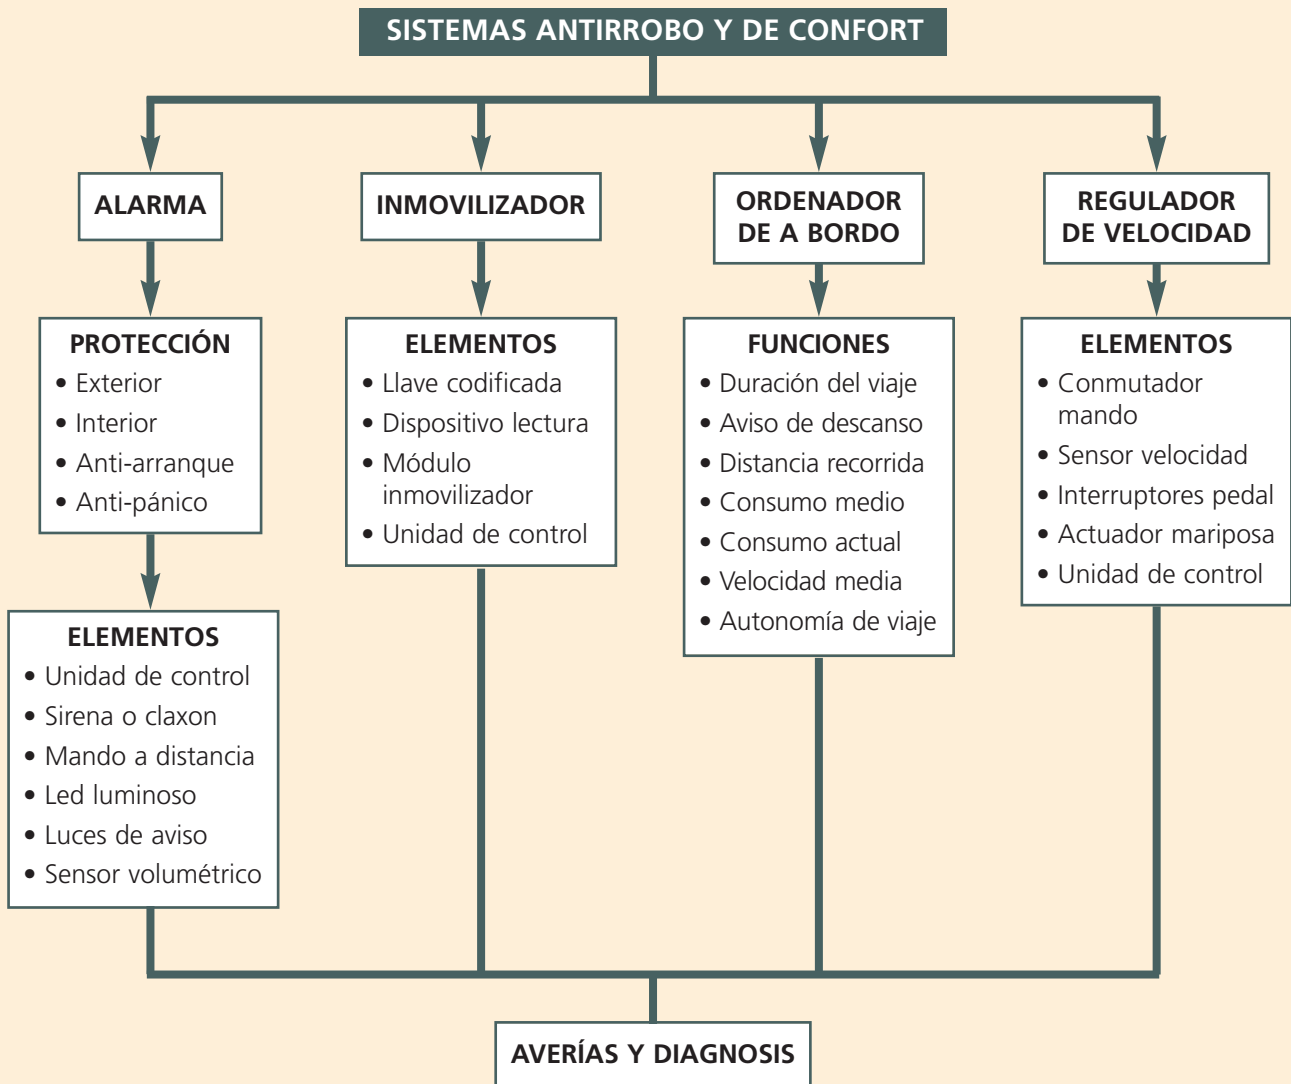 SISTEMAS ANTIRROBO Y DE CONFORT
ALARMA
INMOVILIZADOR
ORDENADOR
DE A BORDO
REGULADOR
DE VELOCIDAD
PROTECCIÓN
• Exterior
• Interior
• Anti-arranque
• Anti-pánico
ELEMENTOS
• Unidad de control
• Sirena o claxon
• Mando a distancia
• Led luminoso
• Luces de aviso
• Sensor volumétrico
ELEMENTOS
• Llave codificada
• Dispositivo lectura
• Módulo
inmovilizador
• Unidad de control
FUNCIONES
• Duración del viaje
• Aviso de descanso
• Distancia recorrida
• Consumo medio
• Consumo actual
• Velocidad media
• Autonomía de viaje
ELEMENTOS
• Conmutador
mando
• Sensor velocidad
• Interruptores pedal
• Actuador mariposa
• Unidad de control
AVERÍAS Y DIAGNOSIS